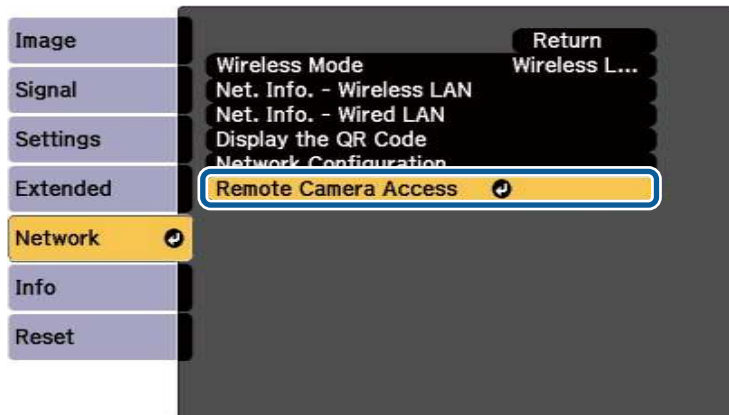 Image
Signal
Settings
Extended
Network
Info
Reset
Return
Wireless Mode Wireless L...
Net. Info. - Wireless LAN
Net. Info. - Wired LAN
Display the QR Code
Network Configuration
Remote Camera Access